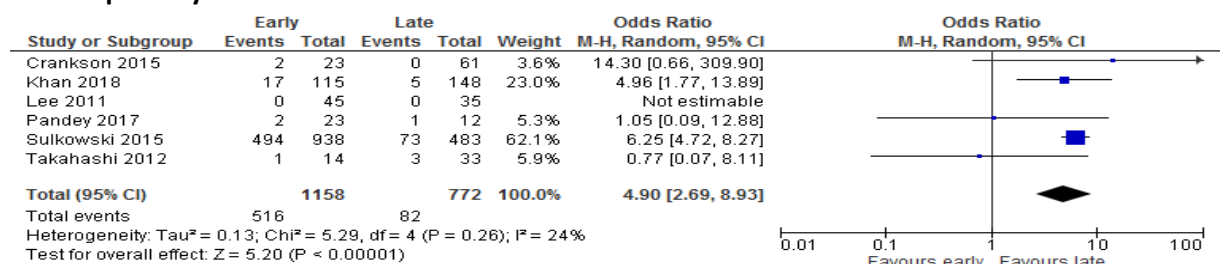 Early Late Odds Ratio Odds Ratio
Study or Subgroup Events Total Events Total Weight M-H, Random, 95% CI M-H, Random, 95% CI
Crankson 2015 2 23 0 61 3.6% 14.30 [0.66, 309.90]
Khan 2018 17 115 5 148 23.0% 4.96 [1.77, 13.89]
Lee 2011 0 45 0 35 Not estimable
Pandey 2017 2 23 1 12 5.3% 1.05 [0.09, 12.88]
Sulkowski 2015 494 938 73 483 62.1% 6.25 [4.72, 8.27]
Takahashi 2012 1 14 3 33 5.9% 0.77 [0.07, 8.11]
Total (95% CI) 1158 772 100.0% 4.90 [2.69, 8.93]
Total events 516 82
Heterogeneity: Tau² = 0.13; Chi² = 5.29, df = 4 (P = 0.26); I² = 24%
Test for overall effect: Z = 5.20 (P < 0.00001)
0.01 0.1 1 10 100
Favours early Favours late